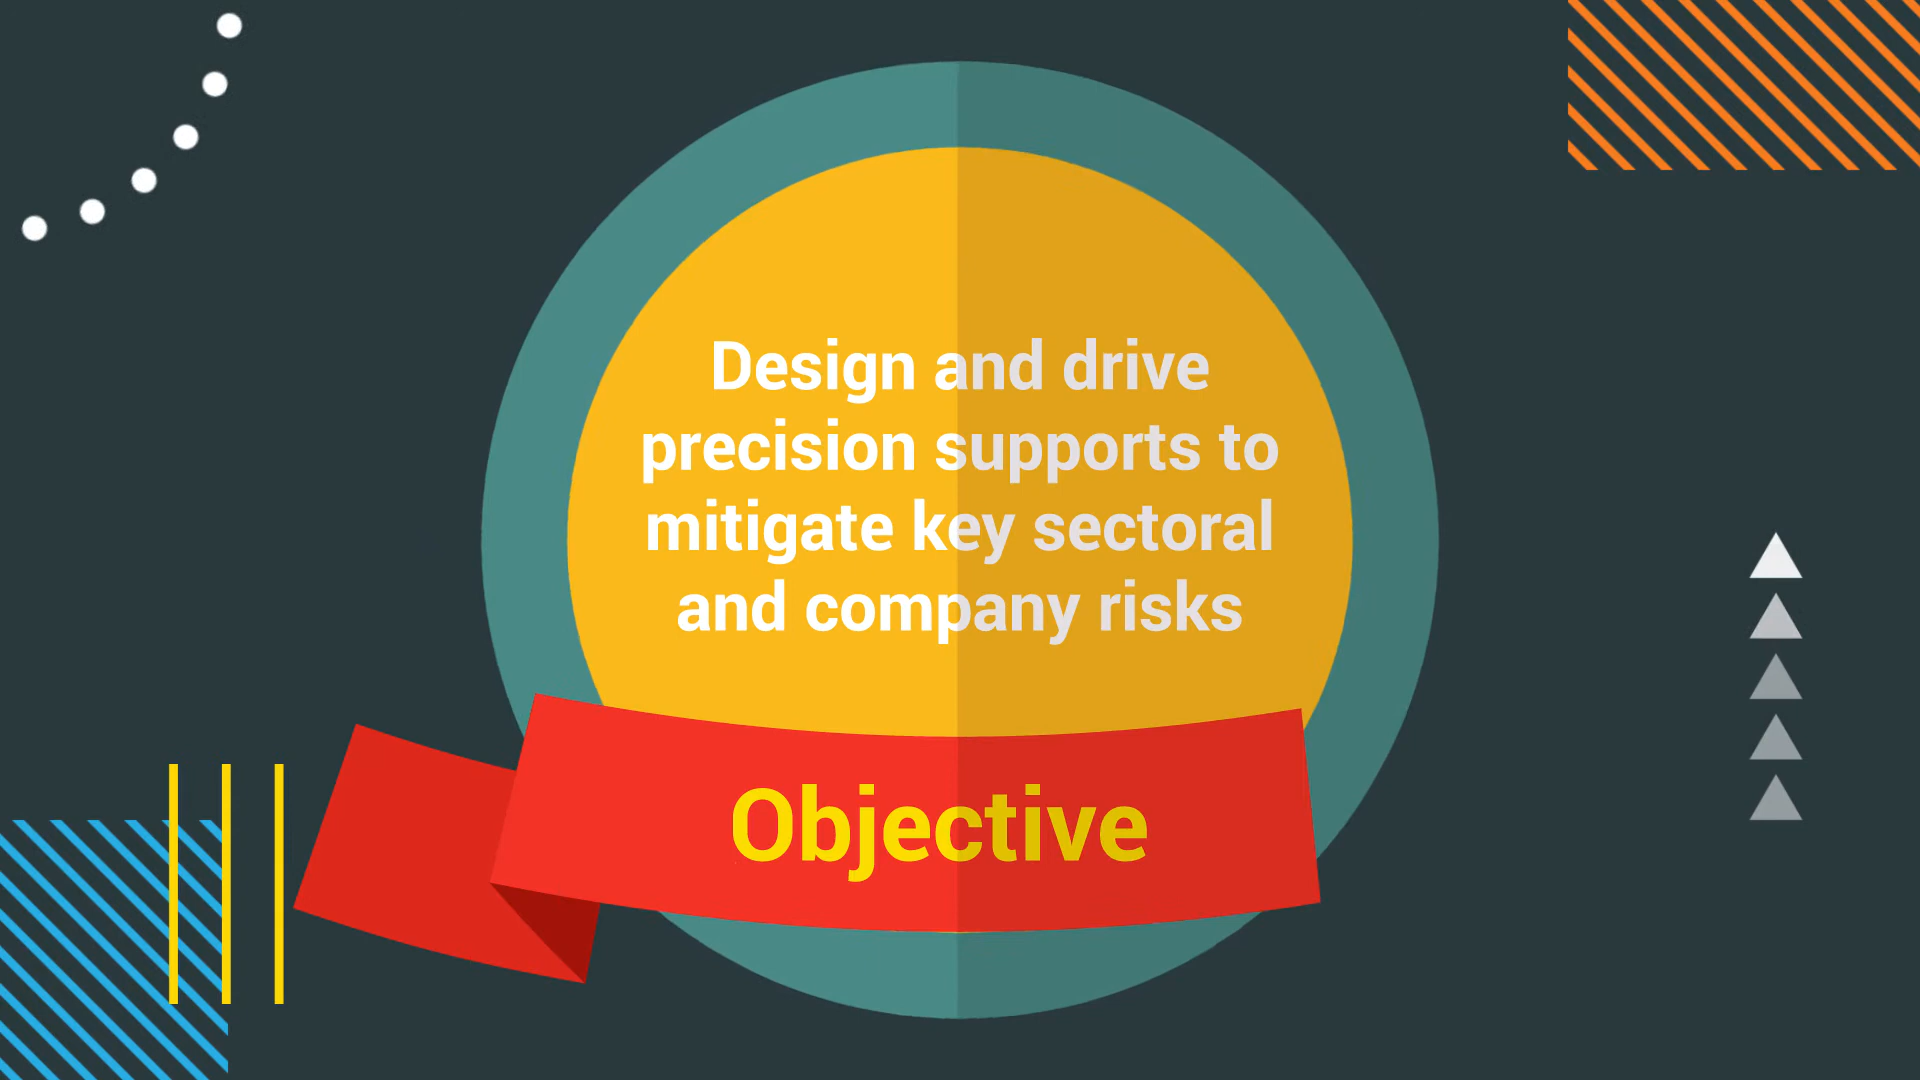 Design and drive
precision supports to
mitigate key sectoral
and company risks
Objective